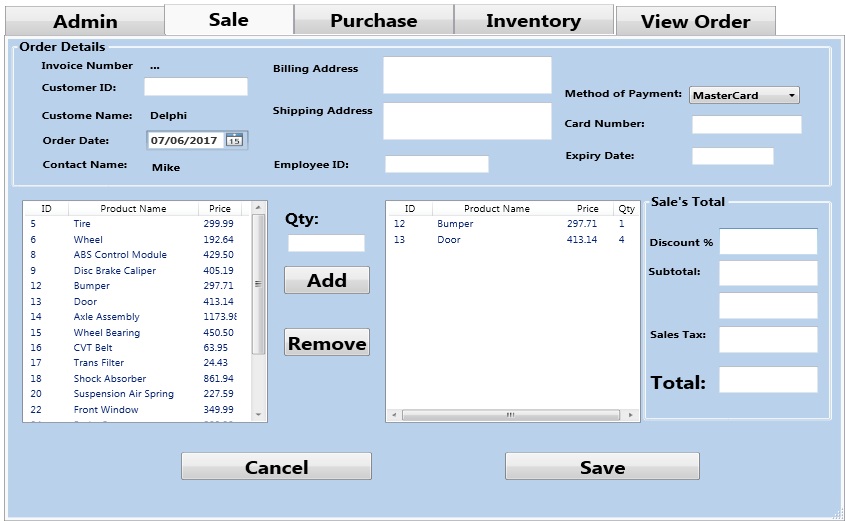 Admin Sale Purchase Inventory View Order
Order Details
Invoice Number ...
Customer ID:
Custome Name: Delphi
Order Date: 07/06/2017 15
Contact Name: Mike
Billing Address
Shipping Address
Employee ID:
Method of Payment: MasterCard
Card Number:
Expiry Date:
ID Product Name Price
5 Tire 299.99
6 Wheel 192.64
8 ABS Control Module 429.50
9 Disc Brake Caliper 405.19
12 Bumper 297.71
13 Door 413.14
14 Axle Assembly 1173.98
15 Wheel Bearing 450.50
16 CVT Belt 63.95
17 Trans Filter 24.43
18 Shock Absorber 861.94
20 Suspension Air Spring 227.59
22 Front Window 349.99
Qty:
Add
Remove
ID Product Name Price Qty
12 Bumper 297.71 1
13 Door 413.14 4
Sale's Total
Discount %
Subtotal:
Sales Tax:
Total:
Cancel Save